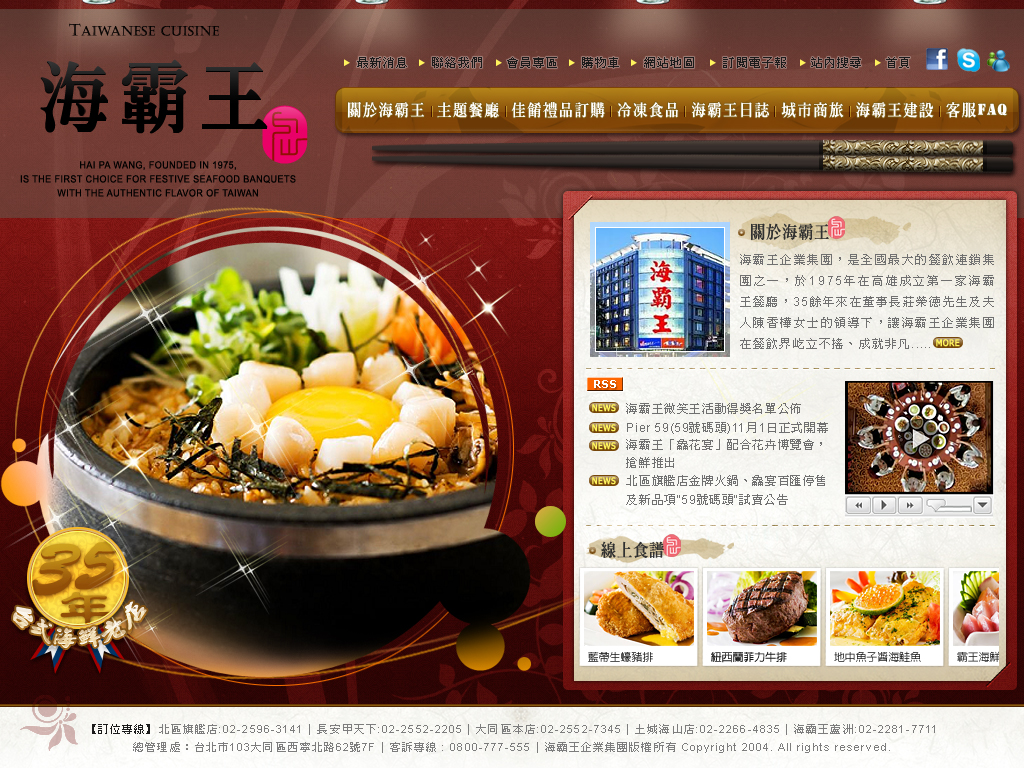 TAIWANESE CUISINE
海霸王
HAI PA WANG, FOUNDED IN 1975,
IS THE FIRST CHOICE FOR FESTIVE SEAFOOD BANQUETS
WITH THE AUTHENTIC FLAVOR OF TAIWAN
最新消息 聯絡我們 會員專區 購物車 網站地圖 訂閱電子報 站內搜尋 首頁
關於海霸王 | 主題餐廳 | 佳餚禮品訂購 | 冷凍食品 | 海霸王日誌 | 城市商旅 | 海霸王建設 | 客服FAQ
關於海霸王
海霸王
海霸王企業集團，是全國最大的餐飲連鎖集
團之一，於1975年在高雄成立第一家海霸
王餐廳，35餘年來在董事長莊榮德先生及夫
人陳香樺女士的領導下，讓海霸王企業集團
在餐飲界屹立不搖、成就非凡.....MORE
RSS
NEWS 海霸王微笑王活動得獎名單公佈
NEWS Pier 59(59號碼頭)11月1日正式開幕
NEWS 海霸王「鱻花宴」配合花卉博覽會，
搶鮮推出
NEWS 北區旗艦店金牌火鍋、鱻宴百匯停售
及新品項"59號碼頭"試賣公告
線上食譜
藍帶生蠔豬排 紐西蘭菲力牛排 地中魚子醬海鮭魚 霸王海鮮
35
年
台式海鮮老店
【訂位專線】北區旗艦店:02-2596-3141 | 長安甲天下:02-2552-2205 | 大同區本店:02-2552-7345 | 土城海山店:02-2266-4835 | 海霸王蘆洲:02-2281-7711
總管理處：台北市103大同區西寧北路62號7F | 客訴專線：0800-777-555 | 海霸王企業集團版權所有 Copyright 2004. All rights reserved.